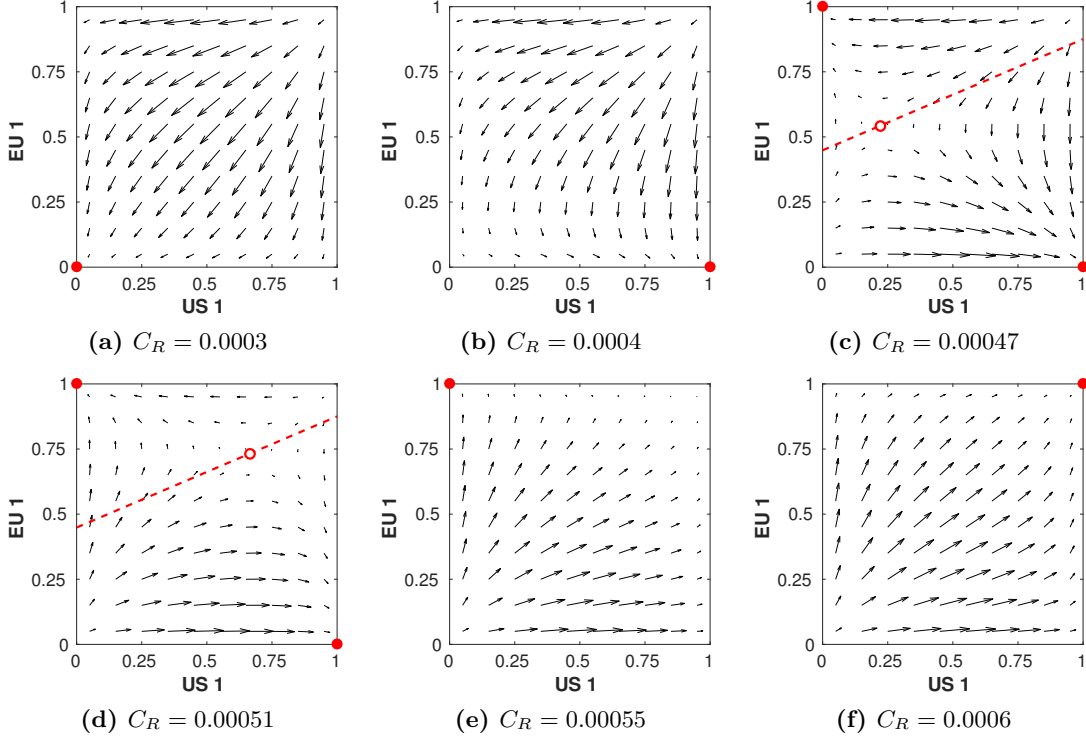 1
0.75
0.5
0.25
0
EU 1
0 0.25 0.5 0.75 1
US 1
(a) C_R = 0.0003
1
0.75
0.5
0.25
0
EU 1
0 0.25 0.5 0.75 1
US 1
(b) C_R = 0.0004
1
0.75
0.5
0.25
0
EU 1
0 0.25 0.5 0.75 1
US 1
(c) C_R = 0.00047
1
0.75
0.5
0.25
0
EU 1
0 0.25 0.5 0.75 1
US 1
(d) C_R = 0.00051
1
0.75
0.5
0.25
0
EU 1
0 0.25 0.5 0.75 1
US 1
(e) C_R = 0.00055
1
0.75
0.5
0.25
0
EU 1
0 0.25 0.5 0.75 1
US 1
(f) C_R = 0.0006